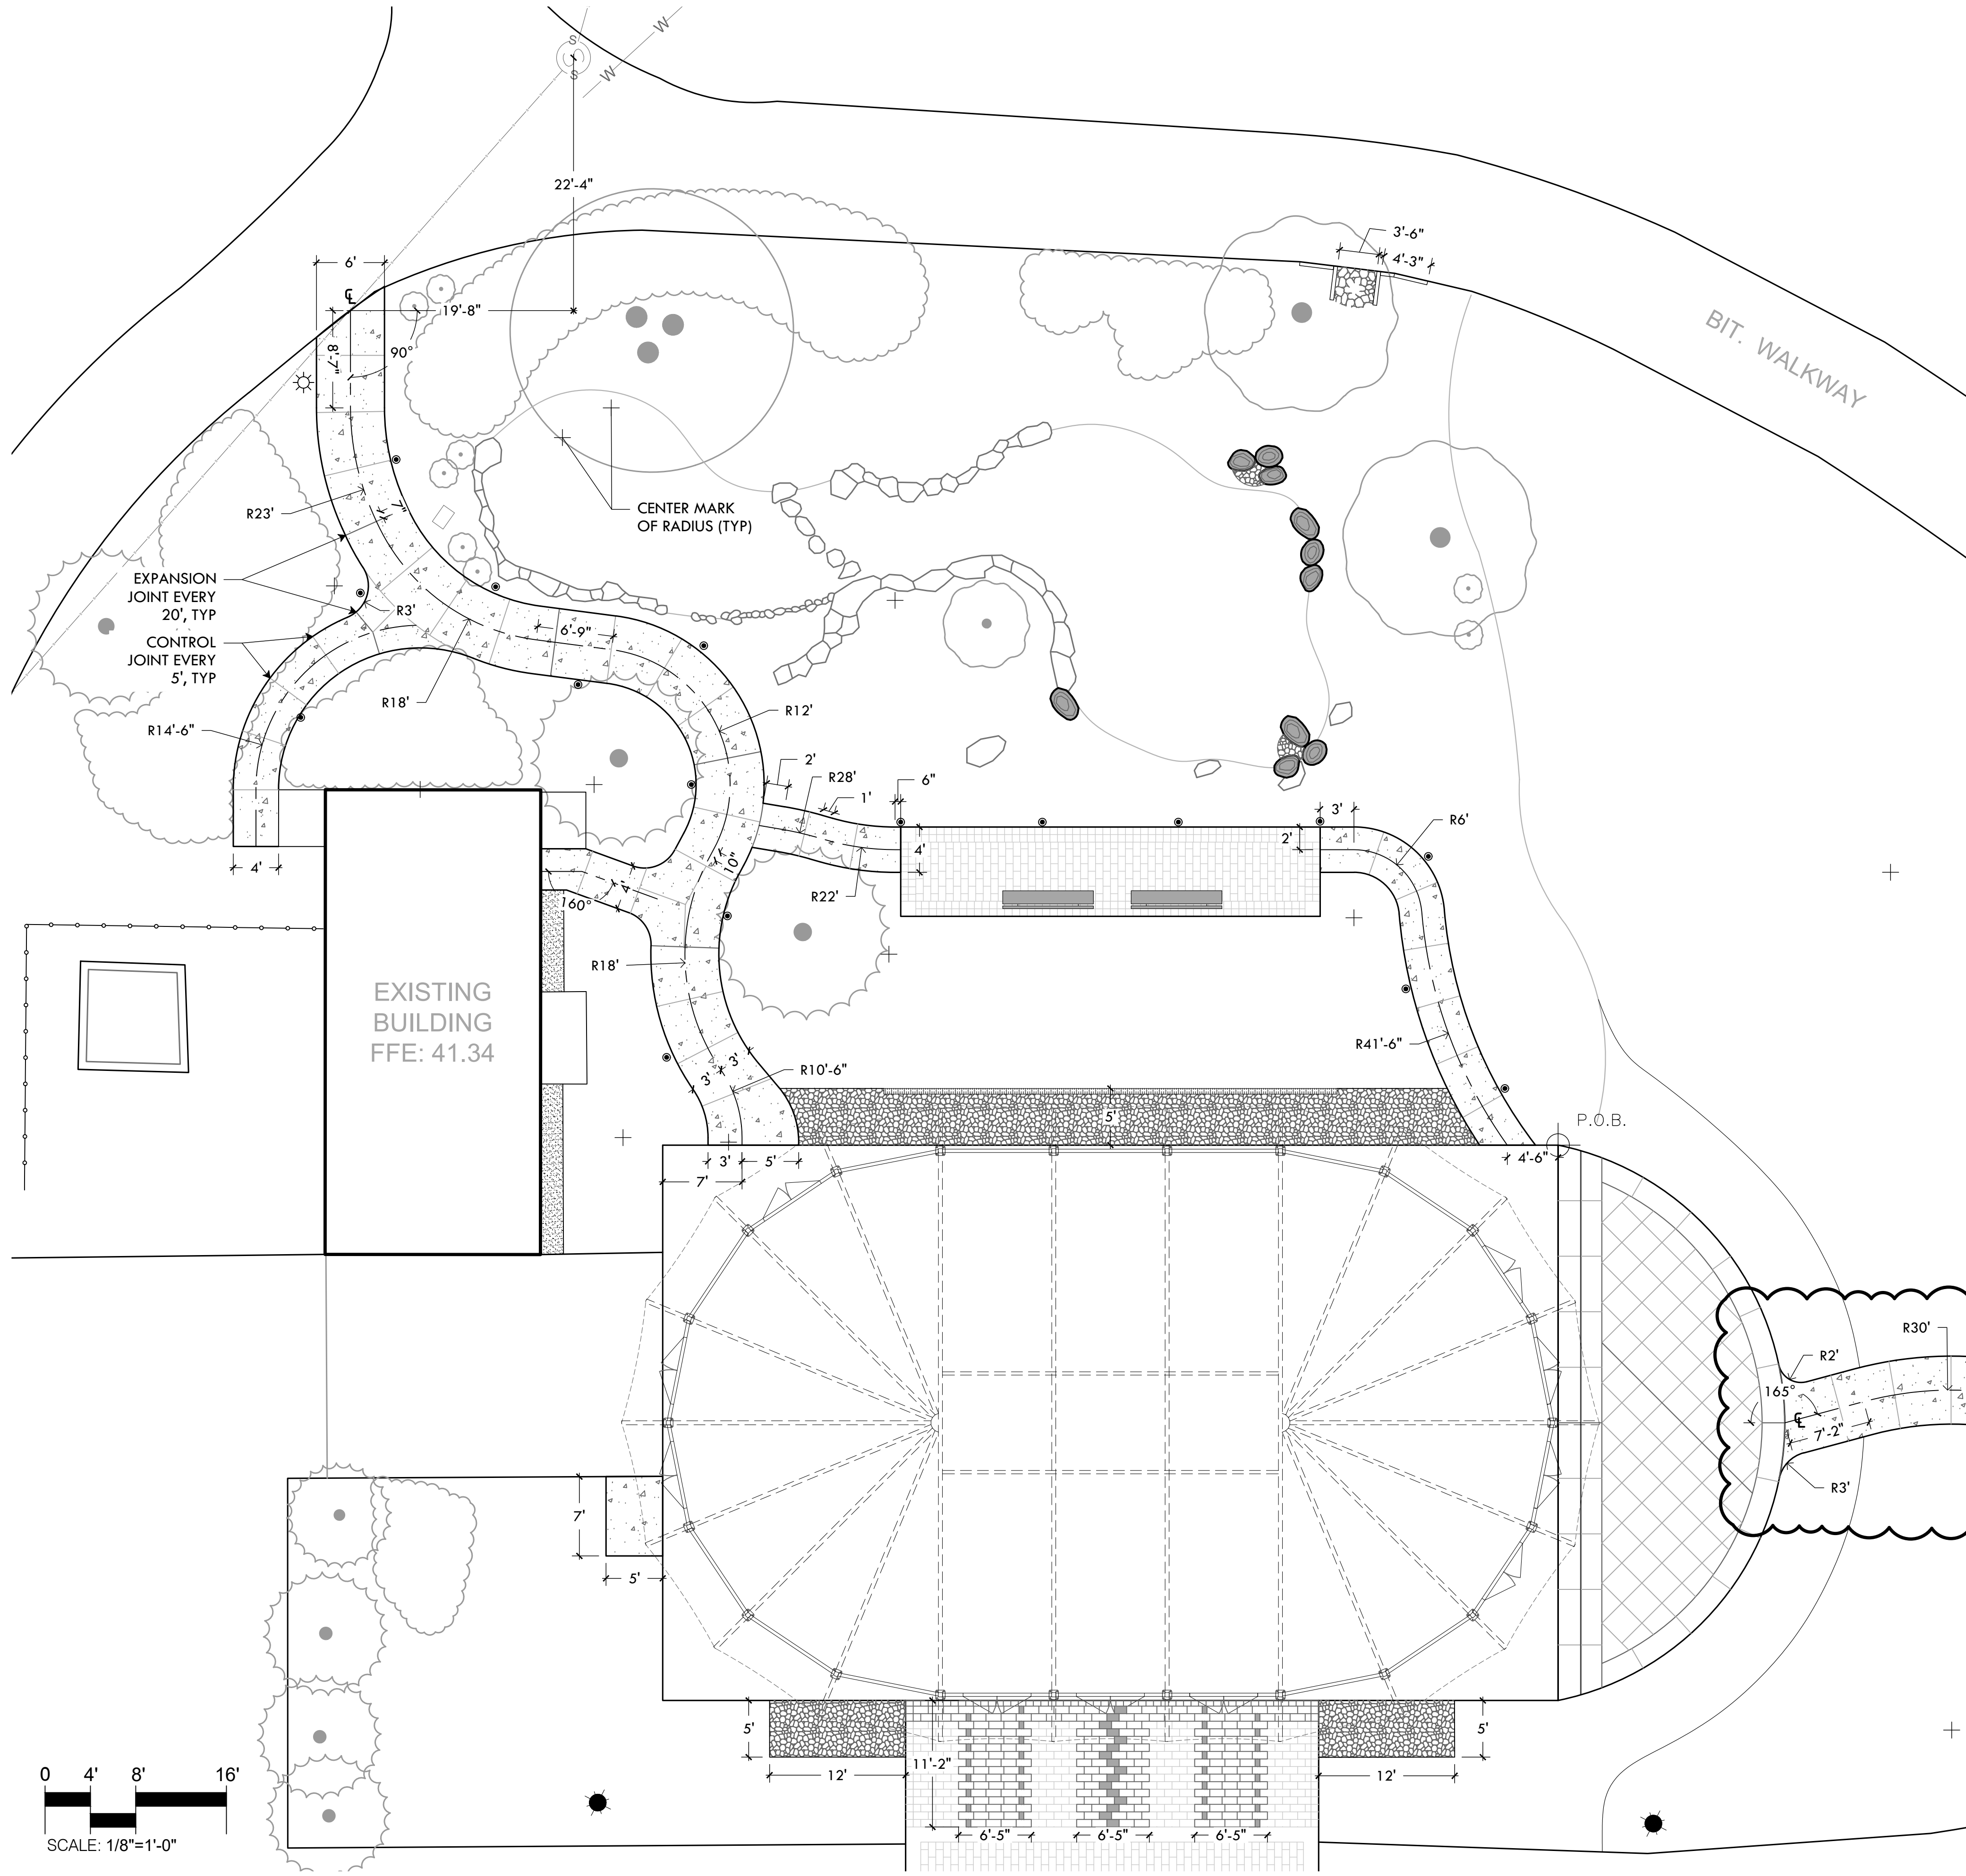 S
S
W
W
22'-4"
3'-6"
4'-3"
6'
℄
19'-8"
8'-7"
90°
BIT. WALKWAY
R23'
7"
CENTER MARK
OF RADIUS (TYP)
EXPANSION
JOINT EVERY
20', TYP
R3'
CONTROL
JOINT EVERY
5', TYP
6'-9"
R18'
R12'
R14'-6"
2'
R28'
1'
6"
3'
R6'
2'
4'
4'
10"
4'
R22'
160°
R18'
EXISTING
BUILDING
FFE: 41.34
R41'-6"
3'
3'
R10'-6"
5'
P.O.B.
3'
5'
4'-6"
7'
R30'
R2'
165°
℄
7'-2"
R3'
7'
5'
5'
5'
11'-2"
12'
12'
0 4' 8' 16'
6'-5"
6'-5"
6'-5"
SCALE: 1/8"=1'-0"